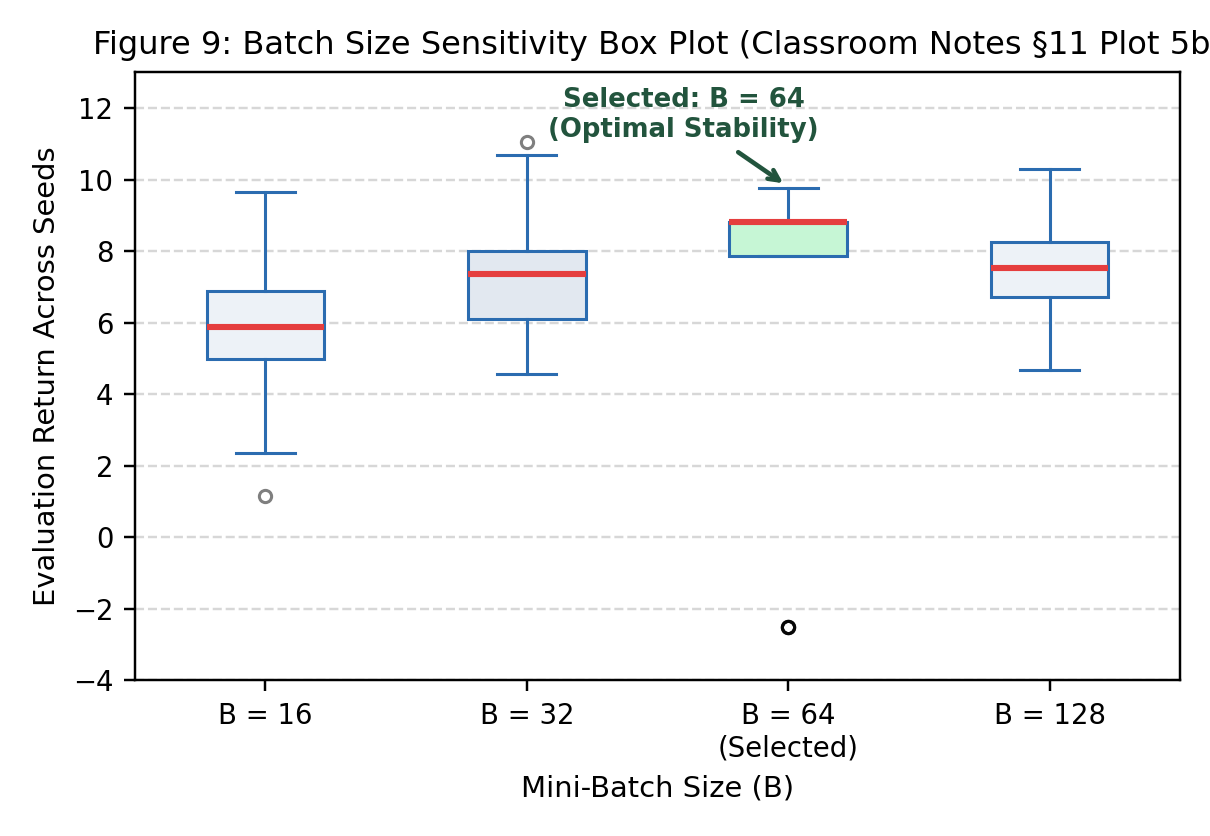 Figure 9: Batch Size Sensitivity Box Plot (Classroom Notes §11 Plot 5b
Selected: B = 64
(Optimal Stability)
12
10
8
6
4
2
0
−2
−4
Evaluation Return Across Seeds
B = 16
B = 32
B = 64
(Selected)
B = 128
Mini-Batch Size (B)